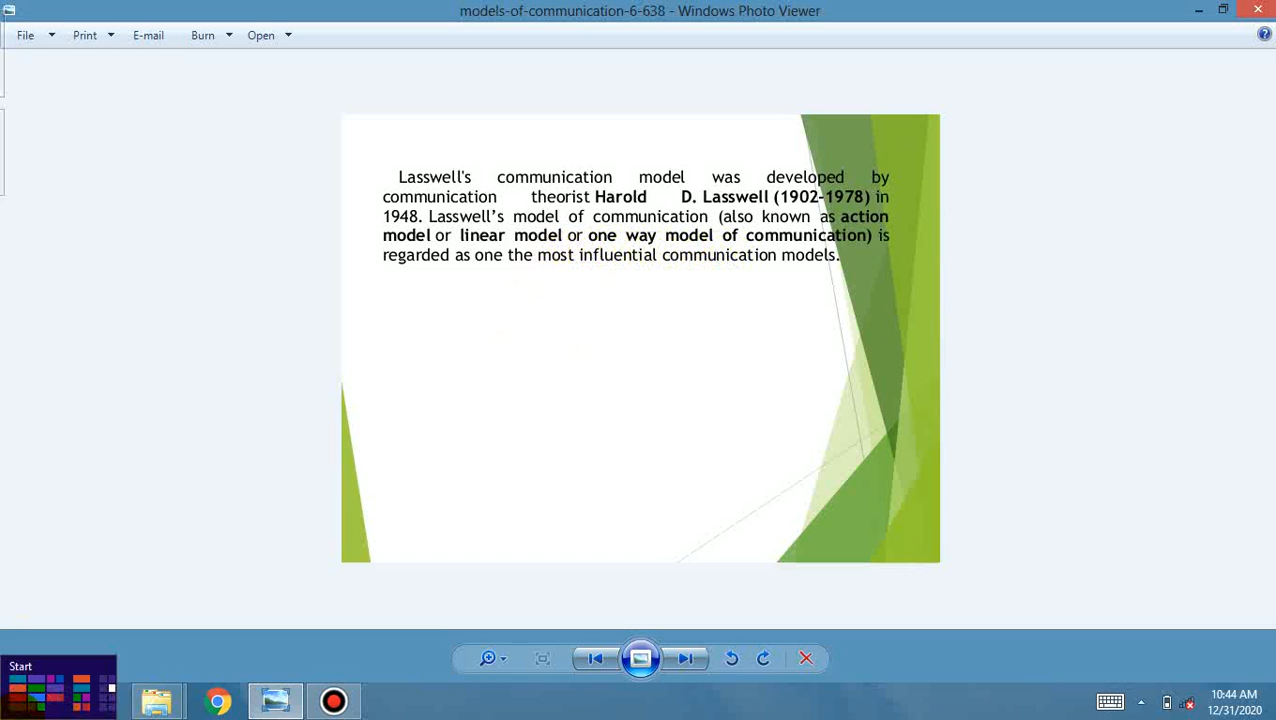 models-of-communication-6-638 - Windows Photo Viewer
File Print E-mail Burn Open
Lasswell's communication model was developed by
communication theorist Harold D. Lasswell (1902-1978) in
1948. Lasswell’s model of communication (also known as action
model or linear model or one way model of communication) is
regarded as one the most influential communication models.
Start
10:44 AM
12/31/2020